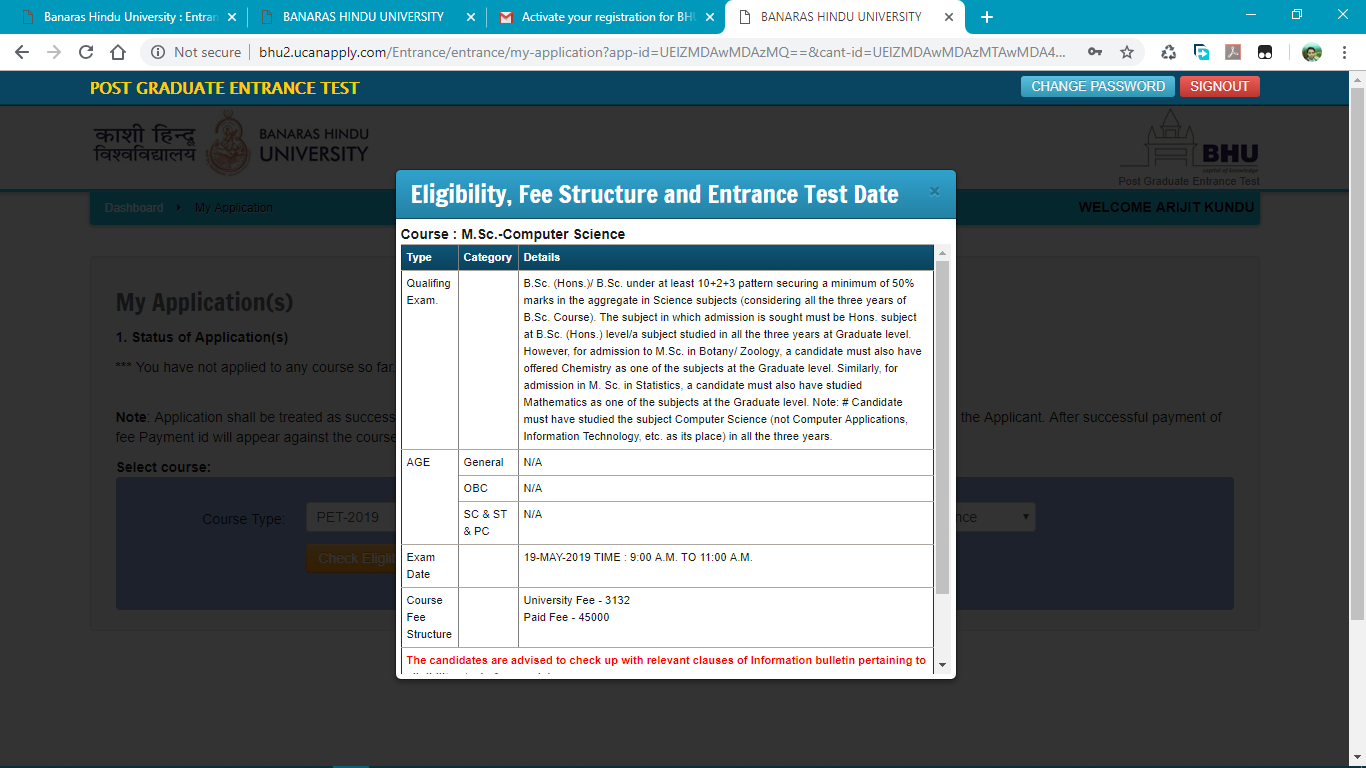 Banaras Hindu University : Entran
BANARAS HINDU UNIVERSITY
Activate your registration for BH
BANARAS HINDU UNIVERSITY
Not secure | bhu2.ucanapply.com/Entrance/entrance/my-application?app-id=UElZMDAwMDAzMQ==&cant-id=UElZMDAwMDAzMTAwMDA4...
POST GRADUATE ENTRANCE TEST
CHANGE PASSWORD
SIGNOUT
काशी हिन्दू
विश्वविद्यालय
BANARAS HINDU
UNIVERSITY
BHU
capital of knowledge
Post Graduate Entrance Test
Dashboard
My Application
WELCOME ARIJIT KUNDU
Eligibility, Fee Structure and Entrance Test Date
×
Course : M.Sc.-Computer Science
Type Category Details
Qualifing
Exam.
B.Sc. (Hons.)/ B.Sc. under at least 10+2+3 pattern securing a minimum of 50%
marks in the aggregate in Science subjects (considering all the three years of
B.Sc. Course). The subject in which admission is sought must be Hons. subject
at B.Sc. (Hons.) level/a subject studied in all the three years at Graduate level.
However, for admission to M.Sc. in Botany/ Zoology, a candidate must also have
offered Chemistry as one of the subjects at the Graduate level. Similarly, for
admission in M. Sc. in Statistics, a candidate must also have studied
Mathematics as one of the subjects at the Graduate level. Note: # Candidate
must have studied the subject Computer Science (not Computer Applications,
Information Technology, etc. as its place) in all the three years.
AGE General N/A
OBC N/A
SC & ST
& PC
N/A
Exam
Date
19-MAY-2019 TIME : 9:00 A.M. TO 11:00 A.M.
Course
Fee
Structure
University Fee - 3132
Paid Fee - 45000
The candidates are advised to check up with relevant clauses of Information bulletin pertaining to
My Application(s)
1. Status of Application(s)
*** You have not applied to any course so far
Note: Application shall be treated as success
the Applicant. After successful payment of
fee Payment id will appear against the course
Select course:
Course Type:
PET-2019
nce
Check Eligib